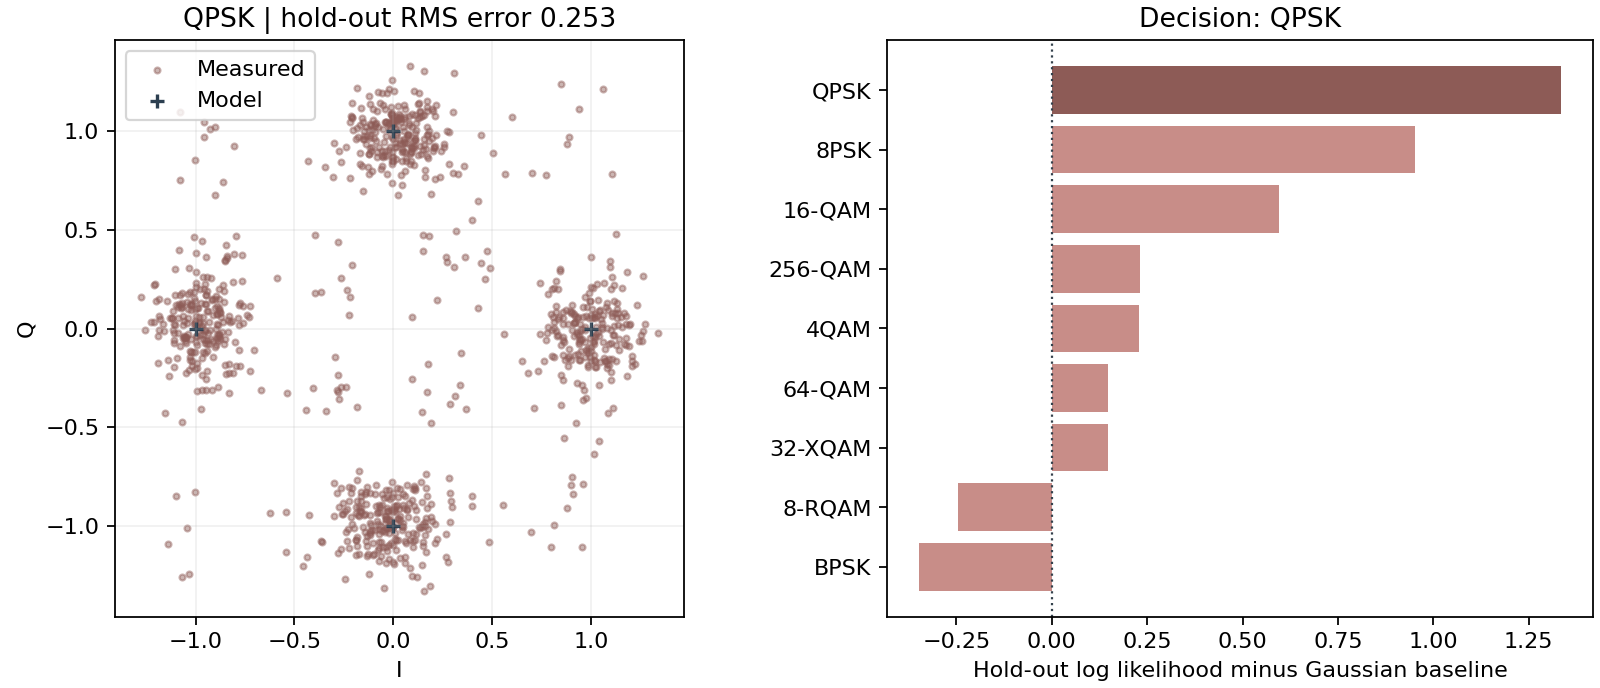 QPSK | hold-out RMS error 0.253
Measured
Model
1.0
0.5
0.0
−0.5
−1.0
Q
−1.0
−0.5
0.0
0.5
1.0
I
Decision: QPSK
QPSK
8PSK
16-QAM
256-QAM
4QAM
64-QAM
32-XQAM
8-RQAM
BPSK
−0.25
0.00
0.25
0.50
0.75
1.00
1.25
Hold-out log likelihood minus Gaussian baseline